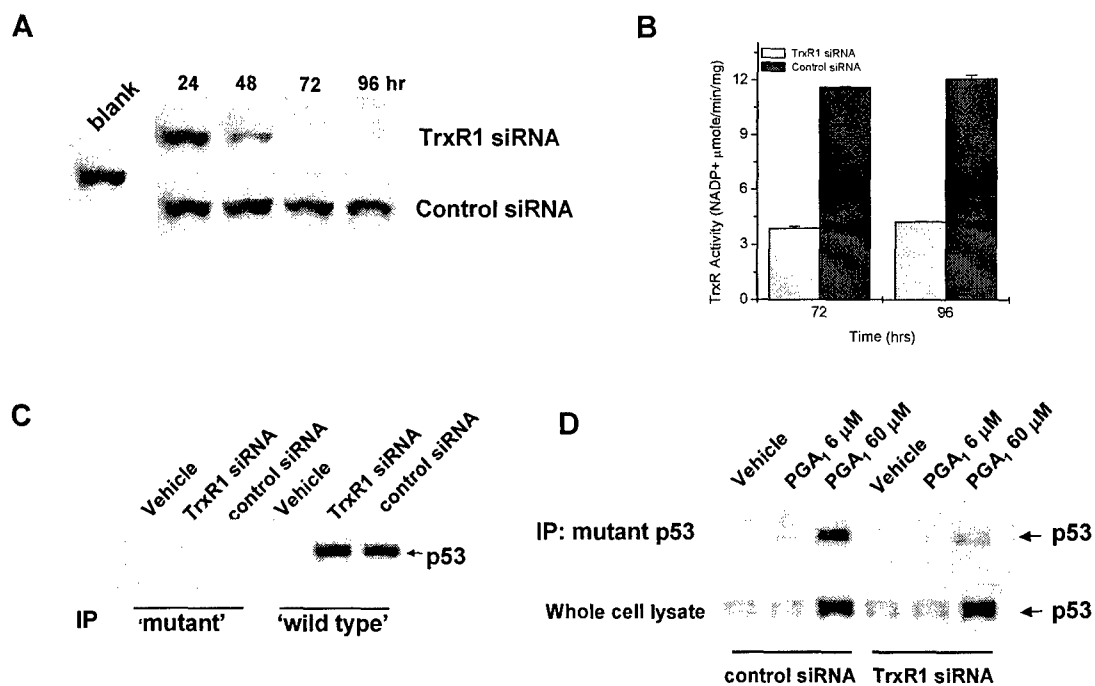 A
blank
24 48 72 96 hr
TrxR1 siRNA
Control siRNA
B
TrxR1 siRNA
Control siRNA
TrxR Activity (NADP+ μmole/min/mg)
12
9
6
3
0
72 96
Time (hrs)
C
Vehicle
TrxR1 siRNA
control siRNA
Vehicle
TrxR1 siRNA
control siRNA
p53
IP 'mutant' 'wild type'
D
Vehicle
PGA1 6 μM
PGA1 60 μM
Vehicle
PGA1 6 μM
PGA1 60 μM
IP: mutant p53 p53
Whole cell lysate p53
control siRNA TrxR1 siRNA